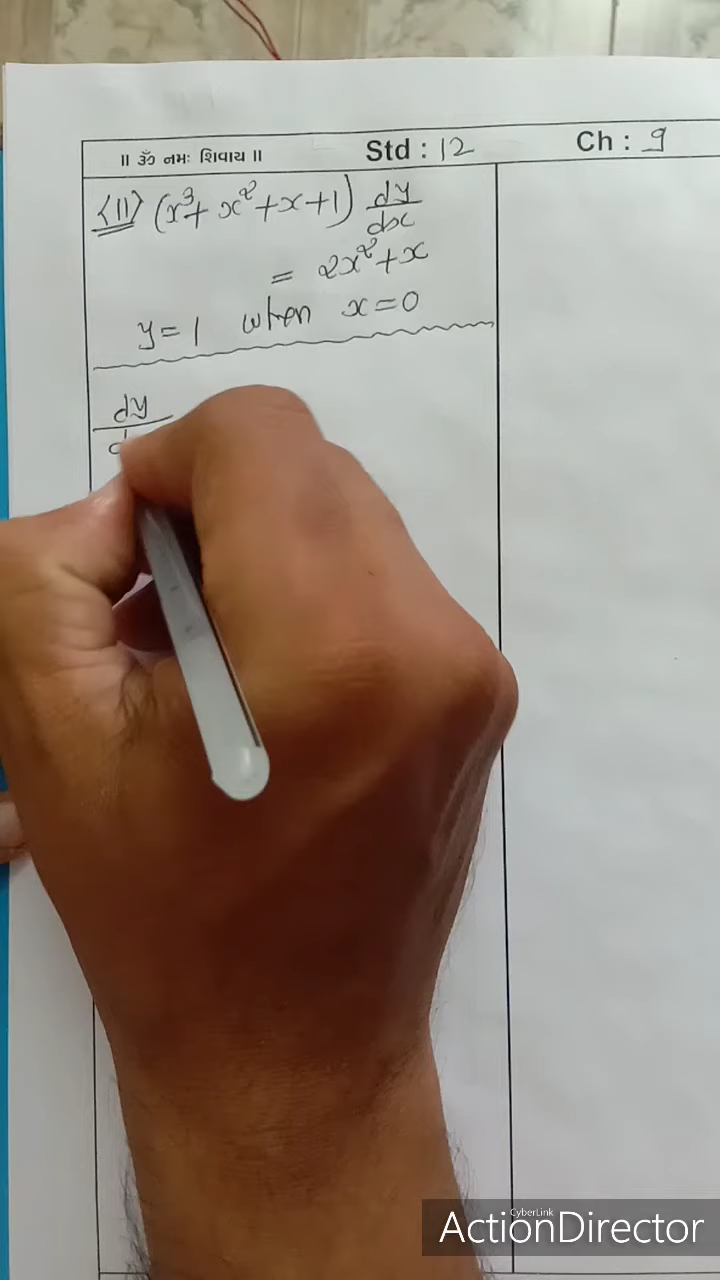 ॥ ૐ નમઃ શિવાય ॥ Std : 12 Ch : 9
<11> (x³ + x² + x + 1) dy/dx
= 2x² + x
y = 1 when x = 0
dy
d
CyberLink
ActionDirector